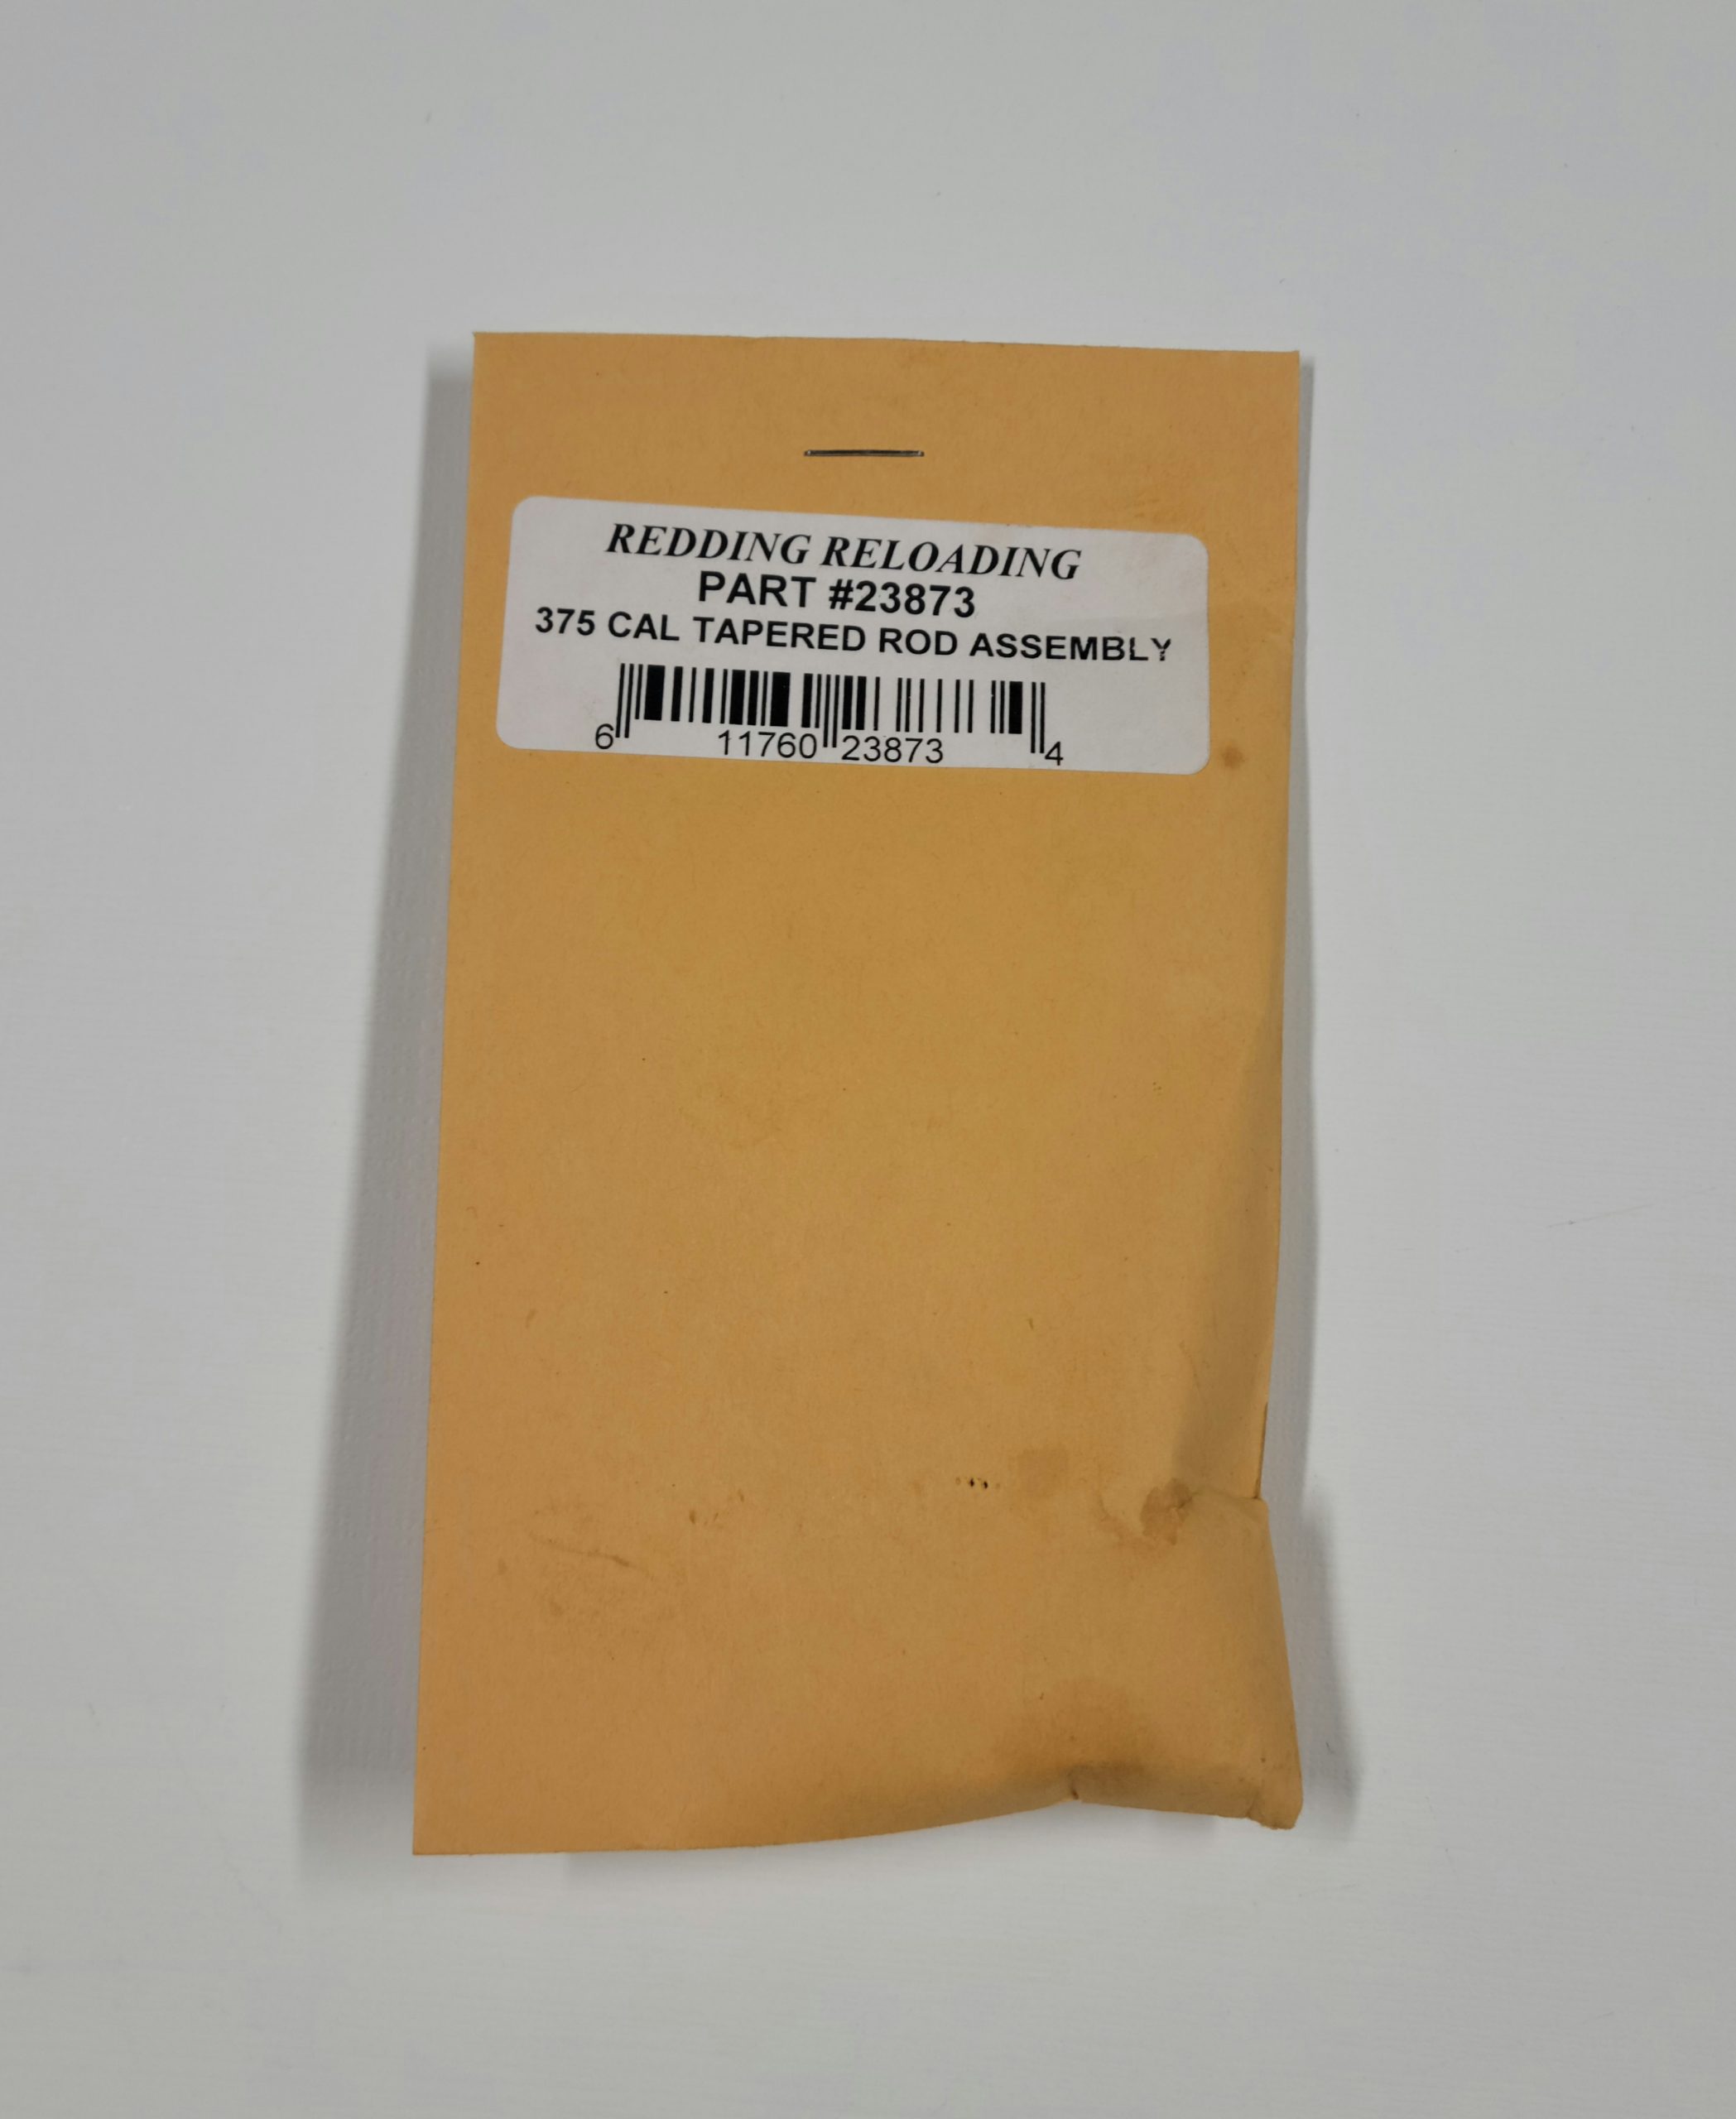 REDDING RELOADING
PART #23873
375 CAL TAPERED ROD ASSEMBLY
6 11760 23873 4